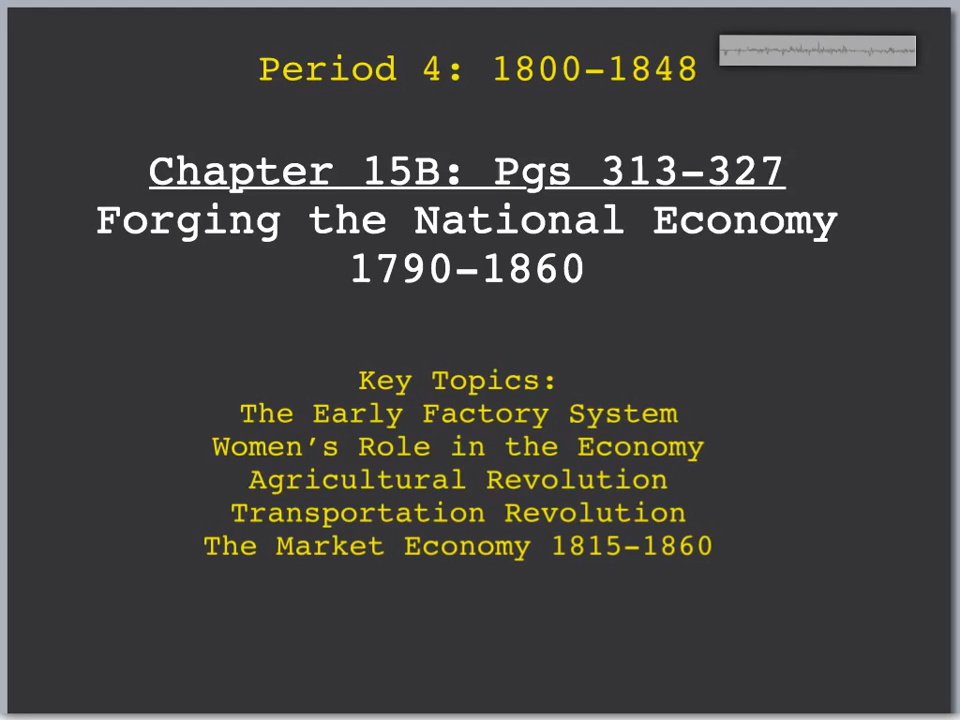 Period 4: 1800-1848
Chapter 15B: Pgs 313-327
Forging the National Economy
1790-1860
Key Topics:
The Early Factory System
Women’s Role in the Economy
Agricultural Revolution
Transportation Revolution
The Market Economy 1815-1860